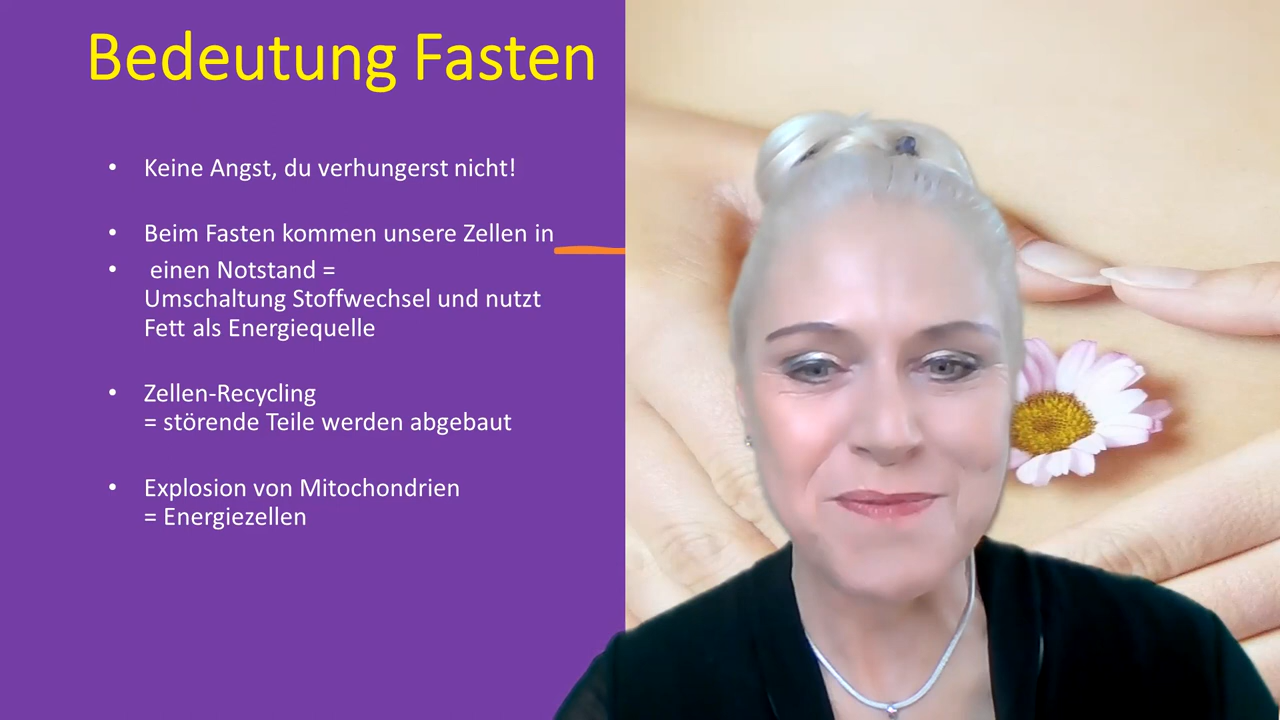 Bedeutung Fasten
• Keine Angst, du verhungerst nicht!
• Beim Fasten kommen unsere Zellen in
• einen Notstand =
Umschaltung Stoffwechsel und nutzt
Fett als Energiequelle
• Zellen-Recycling
= störende Teile werden abgebaut
• Explosion von Mitochondrien
= Energiezellen